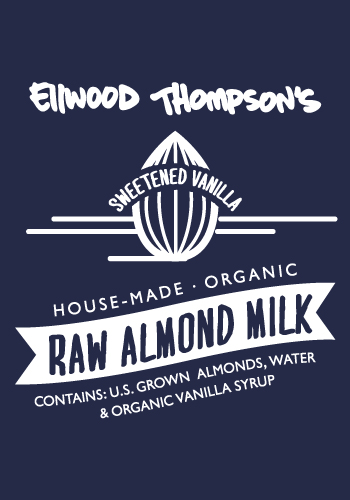 Ellwood Thompson's
SWEETENED VANILLA
HOUSE-MADE · ORGANIC
RAW ALMOND MILK
CONTAINS: U.S. GROWN ALMONDS, WATER
& ORGANIC VANILLA SYRUP